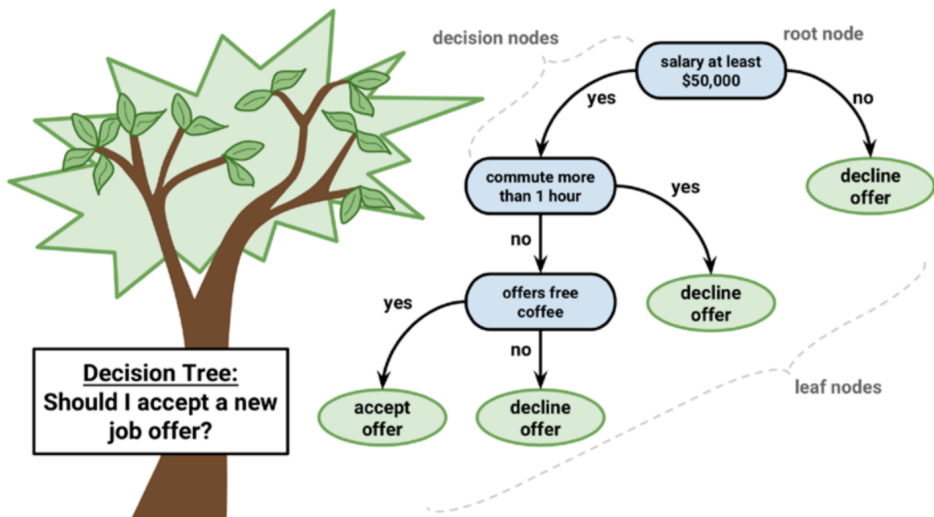 decision nodes
root node
salary at least
$50,000
yes
no
commute more
than 1 hour
yes
decline
offer
no
offers free
coffee
decline
offer
yes
no
leaf nodes
accept
offer
decline
offer
Decision Tree:
Should I accept a new
job offer?